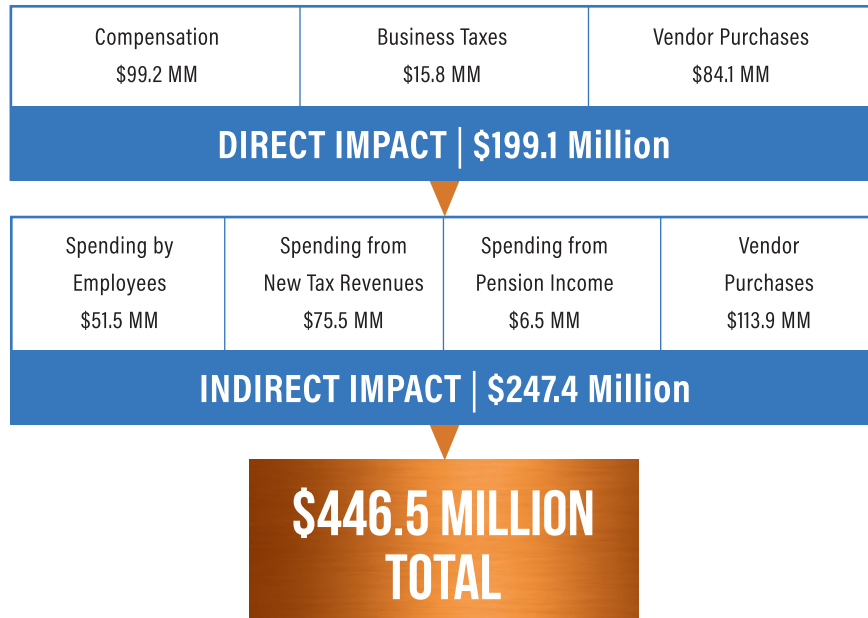 Compensation
$99.2 MM
Business Taxes
$15.8 MM
Vendor Purchases
$84.1 MM
DIRECT IMPACT | $199.1 Million
Spending by
Employees
$51.5 MM
Spending from
New Tax Revenues
$75.5 MM
Spending from
Pension Income
$6.5 MM
Vendor
Purchases
$113.9 MM
INDIRECT IMPACT | $247.4 Million
$446.5 MILLION
TOTAL